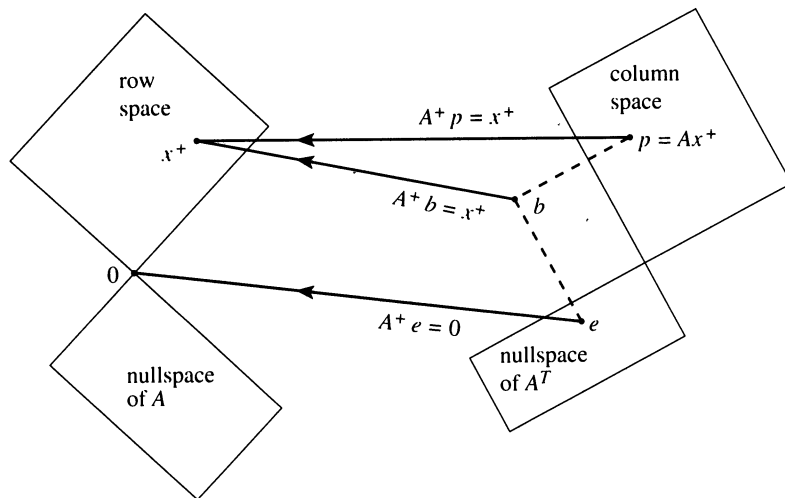 row
space
column
space
A⁺ p = x⁺
x⁺
p = Ax⁺
A⁺ b = x⁺
b
0
A⁺ e = 0
e
nullspace
of A
nullspace
of Aᵀ